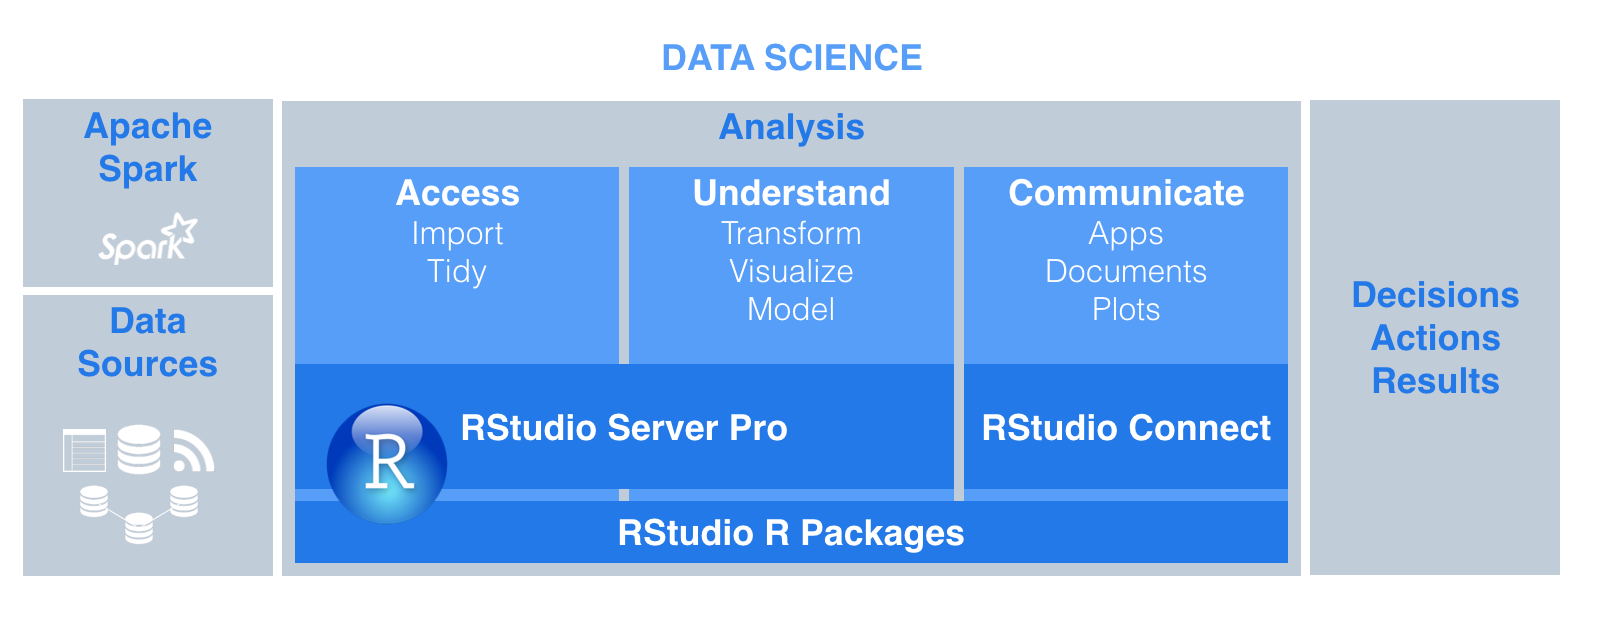 DATA SCIENCE
Apache
Spark
Spark
Data
Sources
Analysis
Access
Import
Tidy
Understand
Transform
Visualize
Model
Communicate
Apps
Documents
Plots
R
RStudio Server Pro
RStudio Connect
RStudio R Packages
Decisions
Actions
Results